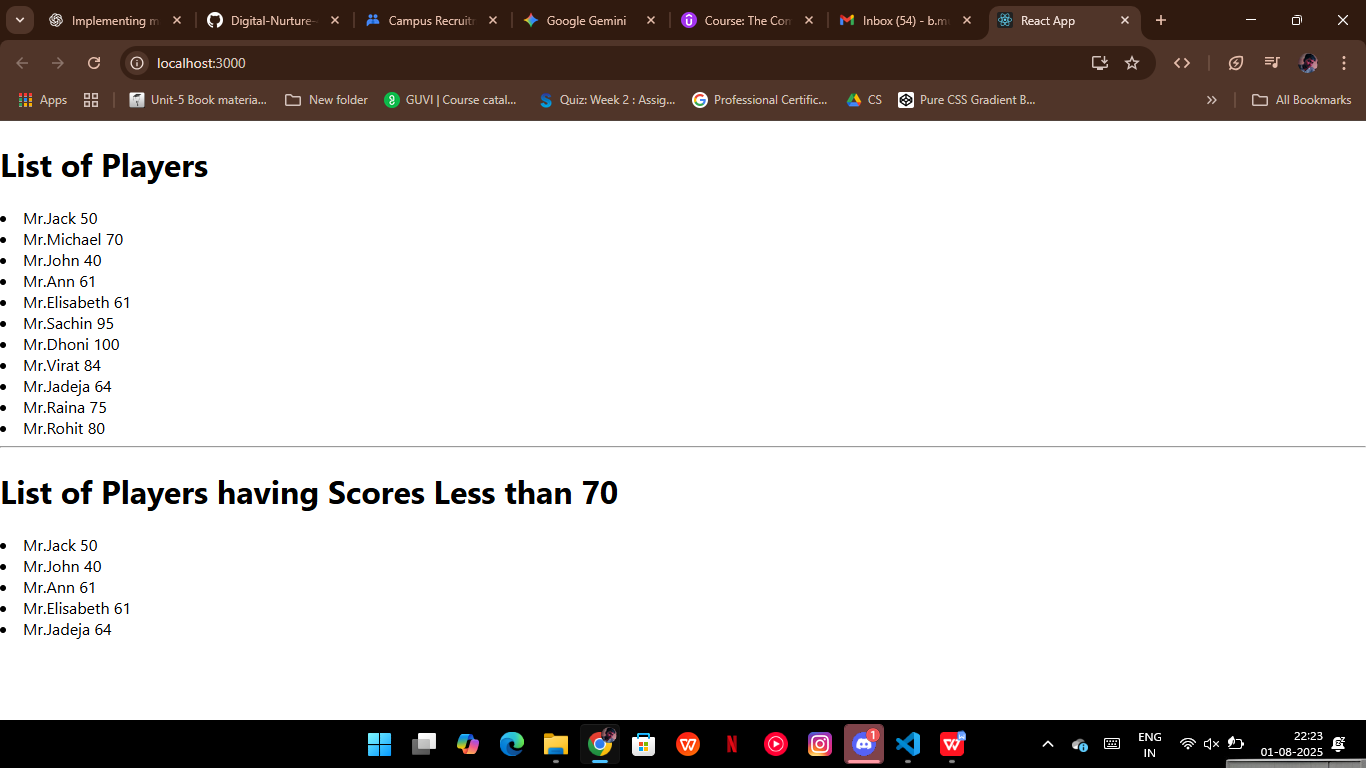 Implementing m
Digital-Nurture-
Campus Recruitr
Google Gemini
Course: The Com
Inbox (54) - b.m
React App
localhost:3000
Apps
Unit-5 Book materia...
New folder
GUVI | Course catal...
Quiz: Week 2 : Assig...
Professional Certific...
CS
Pure CSS Gradient B...
»
All Bookmarks
List of Players
• Mr.Jack 50
• Mr.Michael 70
• Mr.John 40
• Mr.Ann 61
• Mr.Elisabeth 61
• Mr.Sachin 95
• Mr.Dhoni 100
• Mr.Virat 84
• Mr.Jadeja 64
• Mr.Raina 75
• Mr.Rohit 80
List of Players having Scores Less than 70
• Mr.Jack 50
• Mr.John 40
• Mr.Ann 61
• Mr.Elisabeth 61
• Mr.Jadeja 64
1
ENG
IN
22:23
01-08-2025